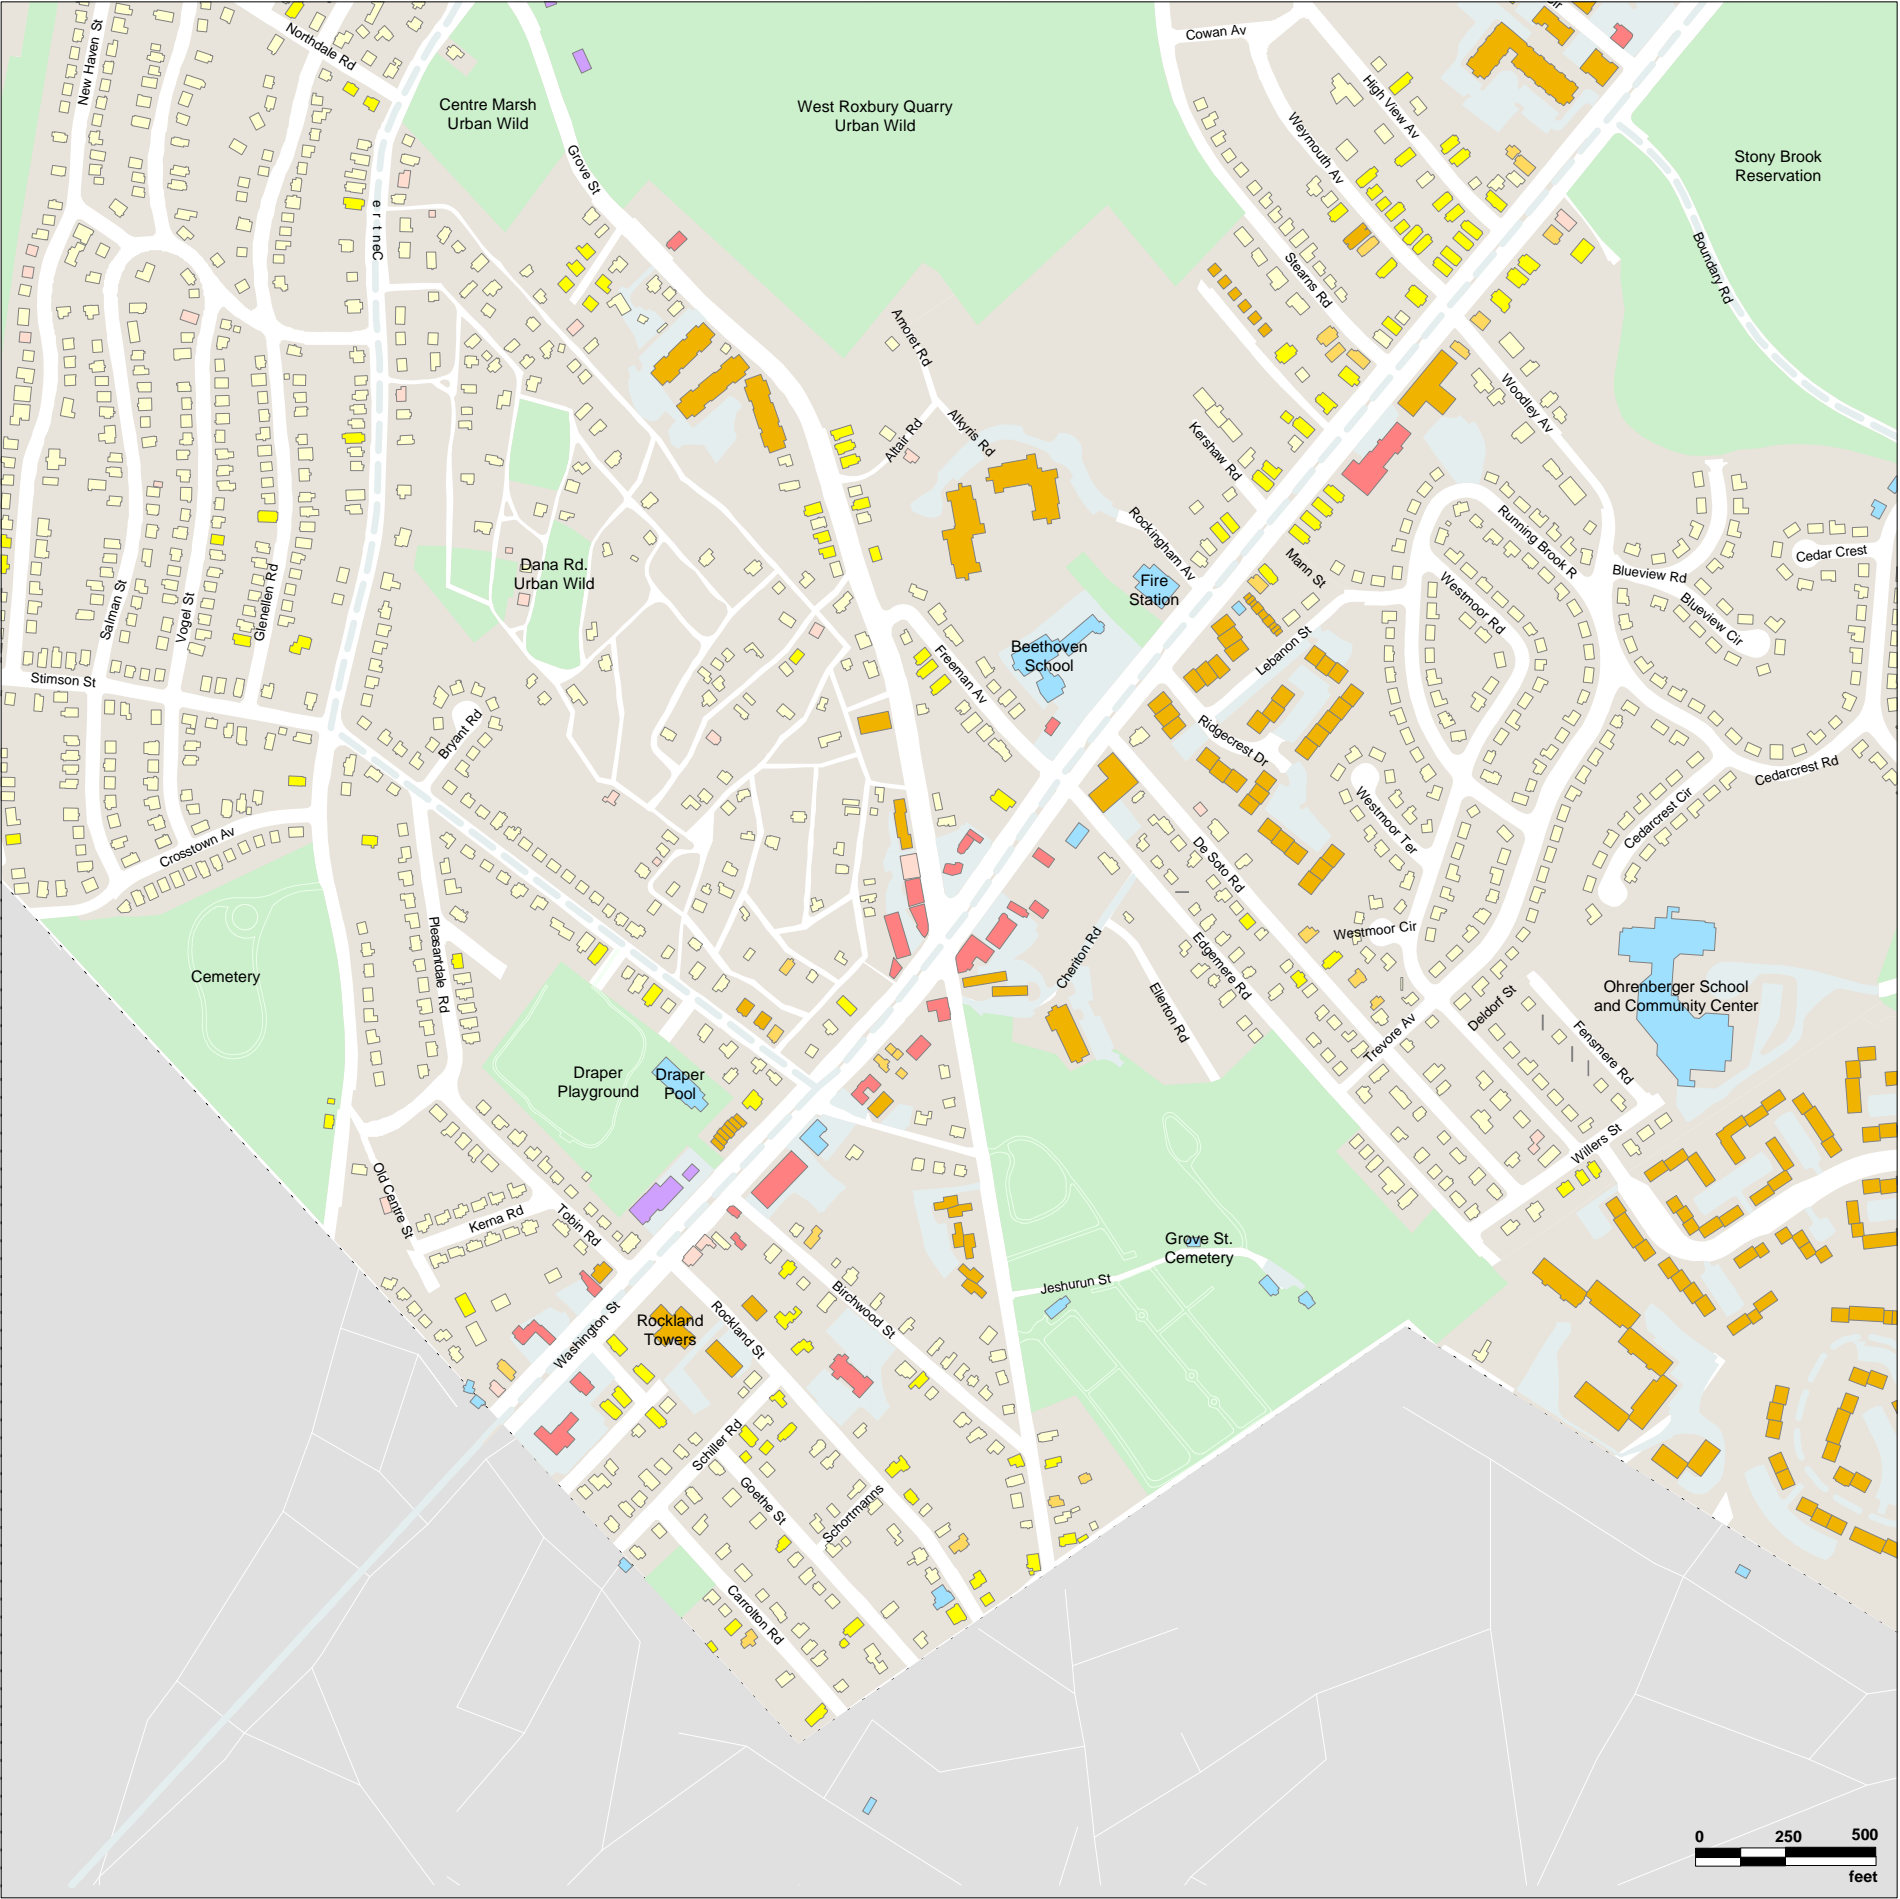 New Haven St
Northdale Rd
Centre Marsh
Urban Wild
West Roxbury Quarry
Urban Wild
Cowan Av
High View Av
Weymouth Av
Stony Brook
Reservation
Grove St
e r t neC
Boundary Rd
Stearns Rd
Amoret Rd
Altair Rd
Alkyris Rd
Kershaw Rd
Woodley Av
Rockingham Av
Running Brook R
Cedar Crest
Dana Rd.
Urban Wild
Fire
Station
Mann St
Westmoor Rd
Blueview Rd
Blueview Cir
Salman St
Vogel St
Glenellen Rd
Beethoven
School
Lebanon St
Freeman Av
Stimson St
Bryant Rd
Ridgecrest Dr
Cedarcrest Rd
Westmoor Ter
Cedarcrest Cir
Crosstown Av
De Soto Rd
Westmoor Cir
Pleasantdale Rd
Cemetery
Cheriton Rd
Edgemere Rd
Ellerton Rd
Ohrenberger School
and Community Center
Deldorf St
Fensmere Rd
Trevore Av
Draper
Playground
Draper
Pool
Willers St
Old Centre St
Kerna Rd
Tobin Rd
Grove St.
Cemetery
Jeshurun St
Birchwood St
Washington St
Rockland
Towers
Rockland St
Schiller Rd
Goethe St
Schortmanns
Carrolton Rd
0 250 500
feet